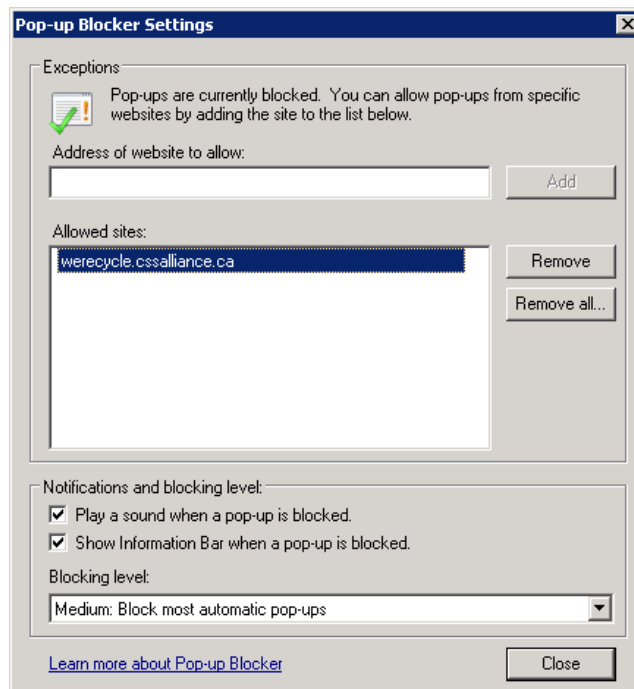 Pop-up Blocker Settings
Exceptions
Pop-ups are currently blocked. You can allow pop-ups from specific
websites by adding the site to the list below.
Address of website to allow:
Add
Allowed sites:
werecycle.cssalliance.ca
Remove
Remove all...
Notifications and blocking level:
Play a sound when a pop-up is blocked.
Show Information Bar when a pop-up is blocked.
Blocking level:
Medium: Block most automatic pop-ups
Learn more about Pop-up Blocker
Close